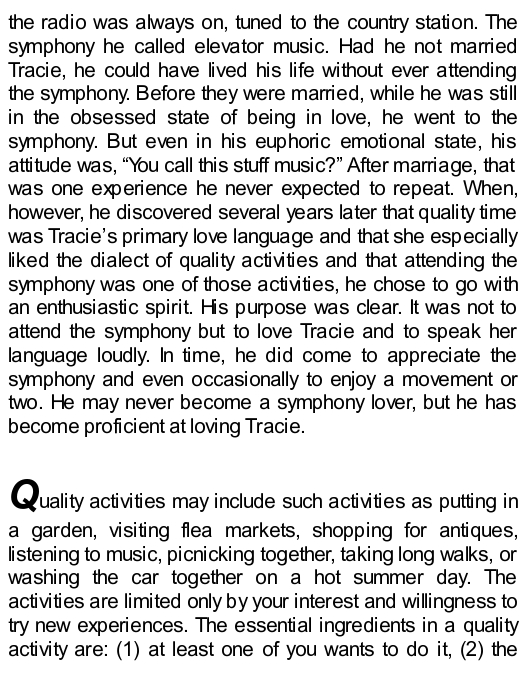 the radio was always on, tuned to the country station. The
symphony he called elevator music. Had he not married
Tracie, he could have lived his life without ever attending
the symphony. Before they were married, while he was still
in the obsessed state of being in love, he went to the
symphony. But even in his euphoric emotional state, his
attitude was, “You call this stuff music?” After marriage, that
was one experience he never expected to repeat. When,
however, he discovered several years later that quality time
was Tracie’s primary love language and that she especially
liked the dialect of quality activities and that attending the
symphony was one of those activities, he chose to go with
an enthusiastic spirit. His purpose was clear. It was not to
attend the symphony but to love Tracie and to speak her
language loudly. In time, he did come to appreciate the
symphony and even occasionally to enjoy a movement or
two. He may never become a symphony lover, but he has
become proficient at loving Tracie.
Quality activities may include such activities as putting in
a garden, visiting flea markets, shopping for antiques,
listening to music, picnicking together, taking long walks, or
washing the car together on a hot summer day. The
activities are limited only by your interest and willingness to
try new experiences. The essential ingredients in a quality
activity are: (1) at least one of you wants to do it, (2) the